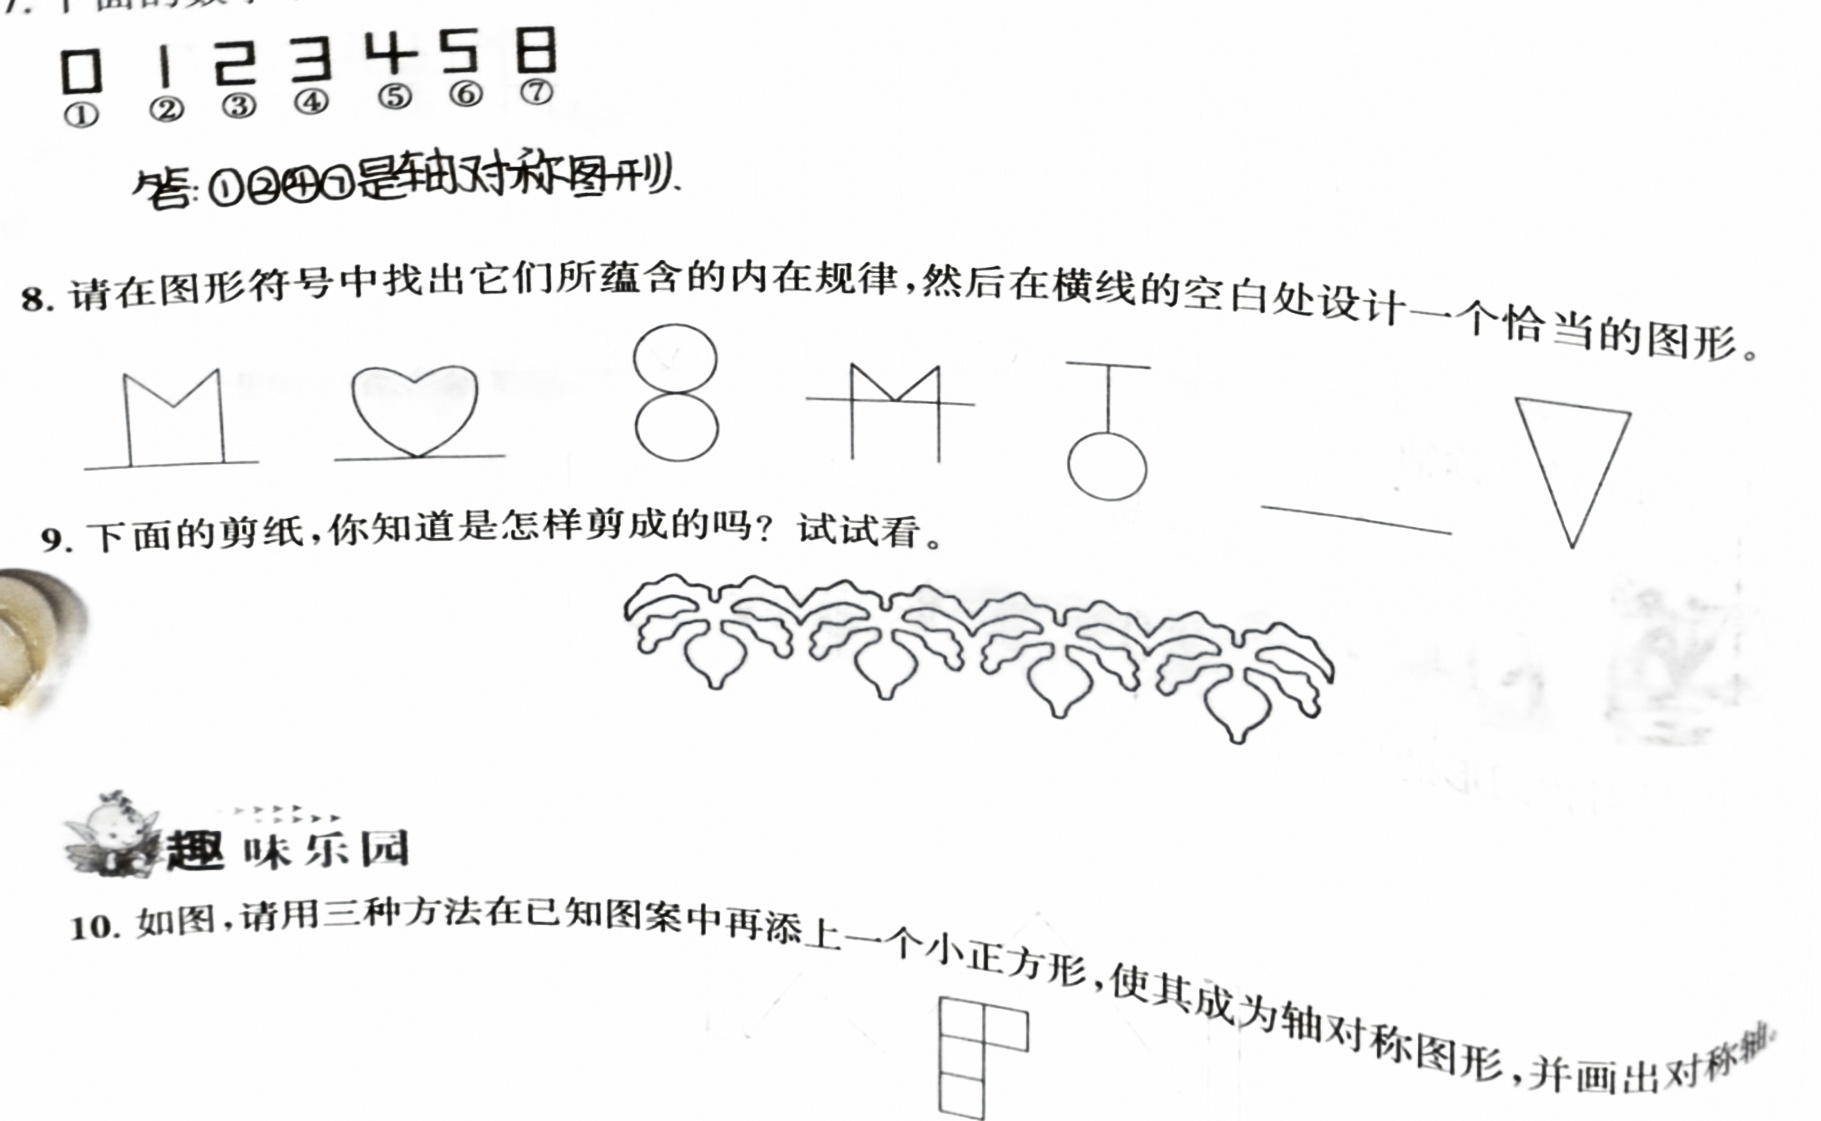 0 1 2 3 4 5 8
① ② ③ ④ ⑤ ⑥ ⑦
答:①②④⑦是轴对称图形.
8. 请在图形符号中找出它们所蕴含的内在规律,然后在横线的空白处设计一个恰当的图形。
9. 下面的剪纸,你知道是怎样剪成的吗? 试试看。
趣味乐园
10. 如图,请用三种方法在已知图案中再添上一个小正方形,使其成为轴对称图形,并画出对称轴。